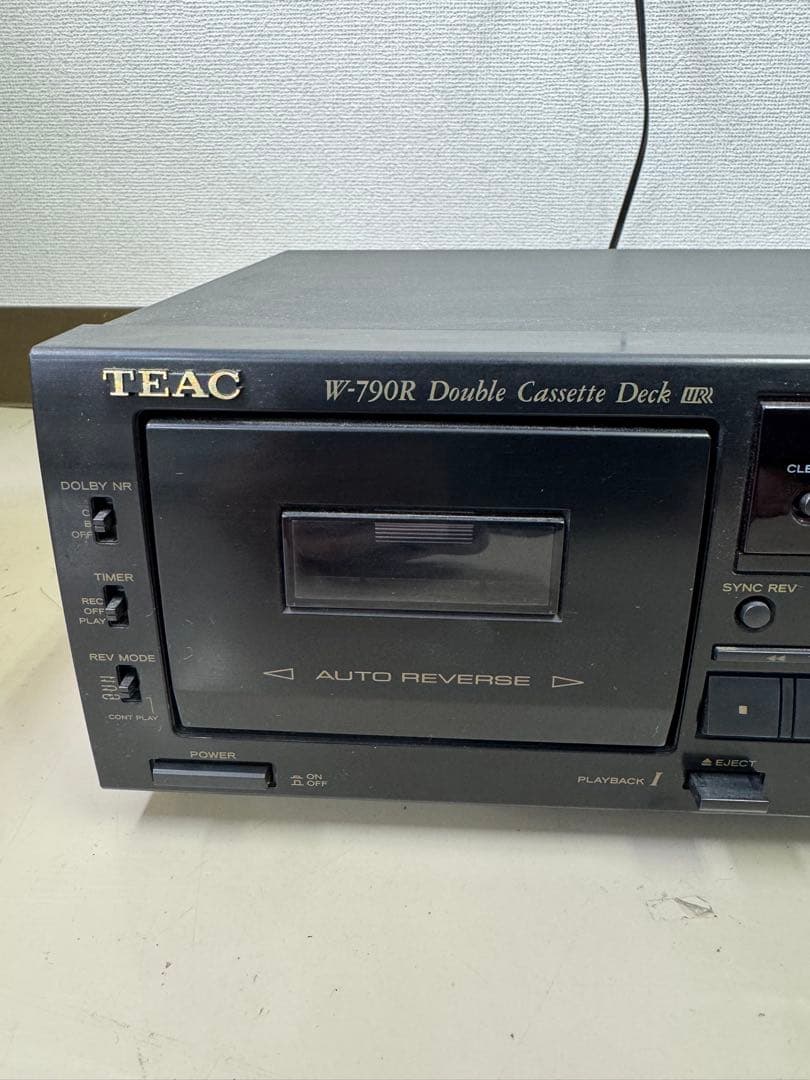 TEAC
W-790R Double Cassette Deck
DOLBY NR
C
B
OFF
TIMER
REC
OFF
PLAY
REV MODE
CONT PLAY
POWER
ON
OFF
AUTO REVERSE
PLAYBACK I
EJECT
SYNC REV
CLE